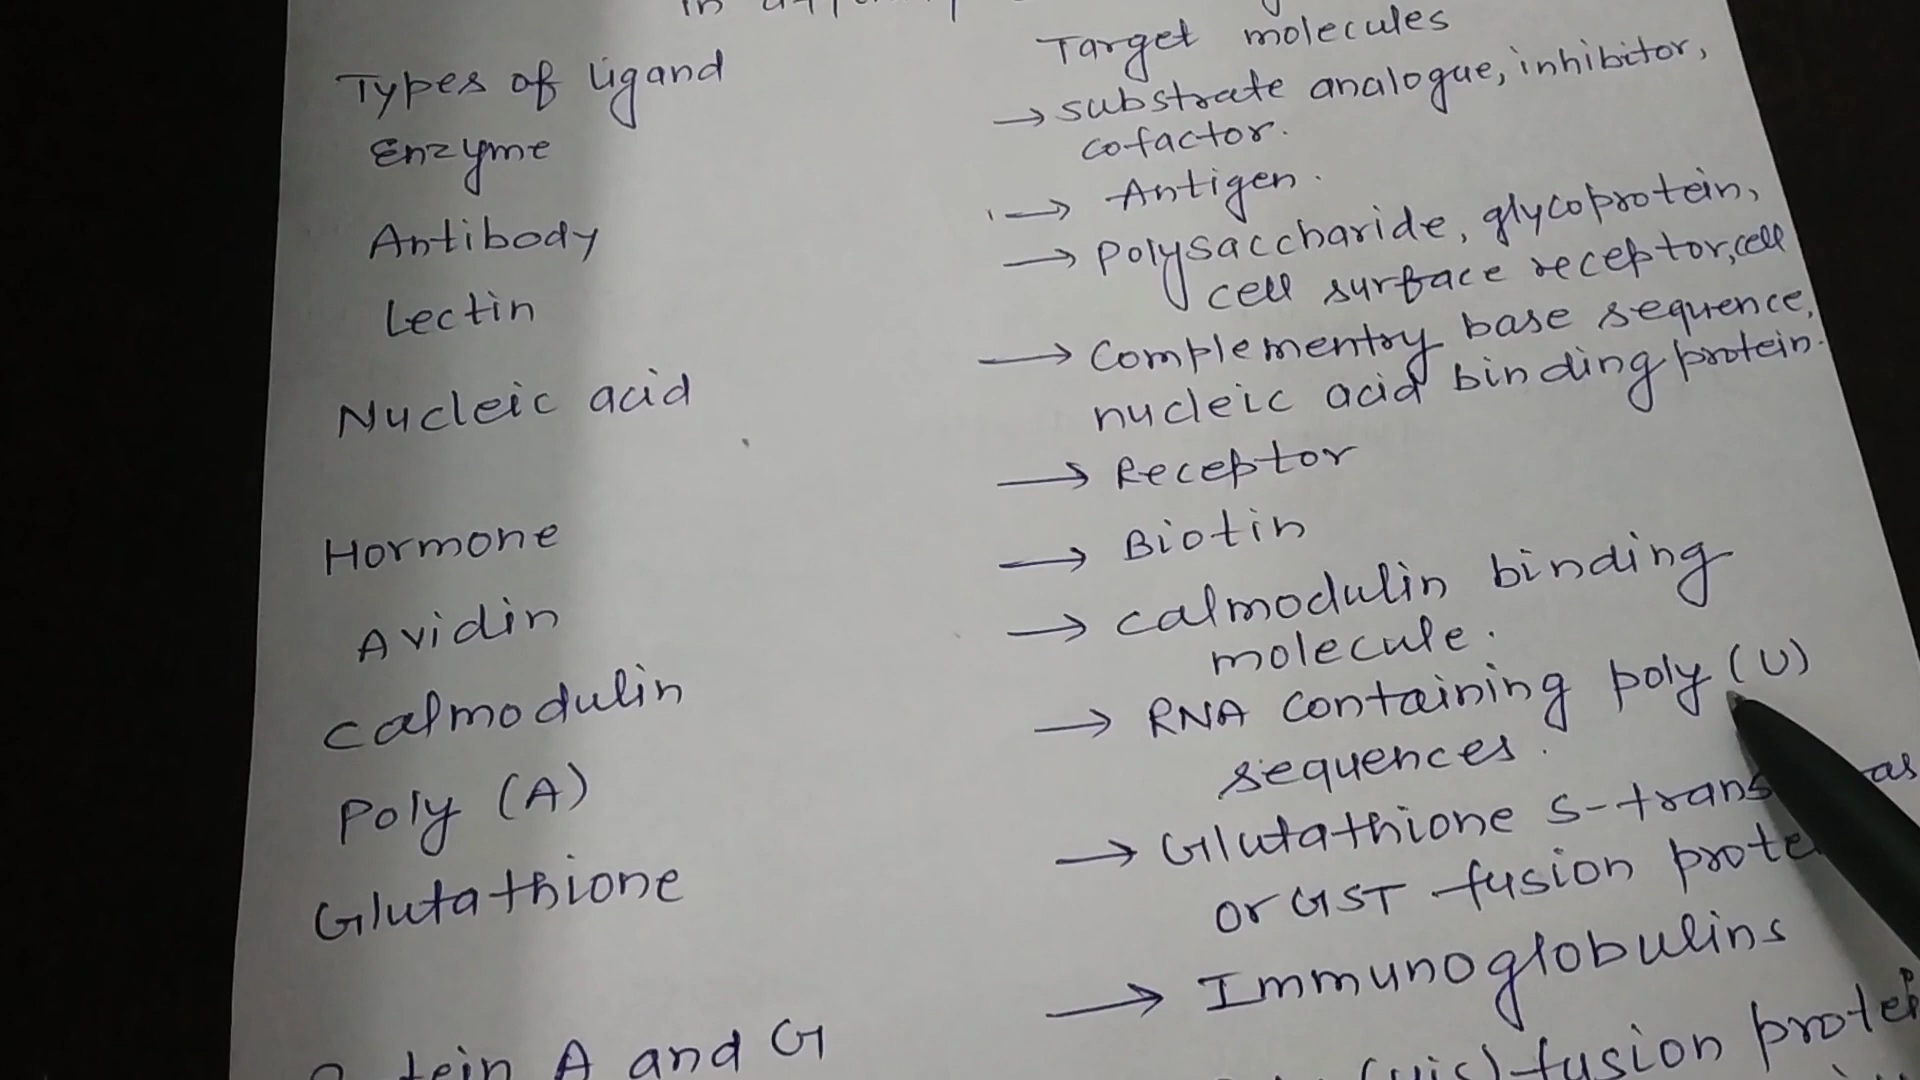 in
Types of ligand
Target molecules
Enzyme
→ substrate analogue, inhibitor,
cofactor.
Antibody
→ Antigen.
Lectin
→ Polysaccharide, glycoprotein,
cell surface receptor, cell
Nucleic acid
→ Complementry base sequence,
nucleic acid binding protein.
Hormone
→ Receptor
Avidin
→ Biotin
Calmodulin
→ Calmodulin binding
molecule.
Poly (A)
→ RNA containing poly (U)
sequences.
Glutathione
→ Glutathione S-trans
or GST fusion prote
A and G
→ Immunoglobulins
fusion